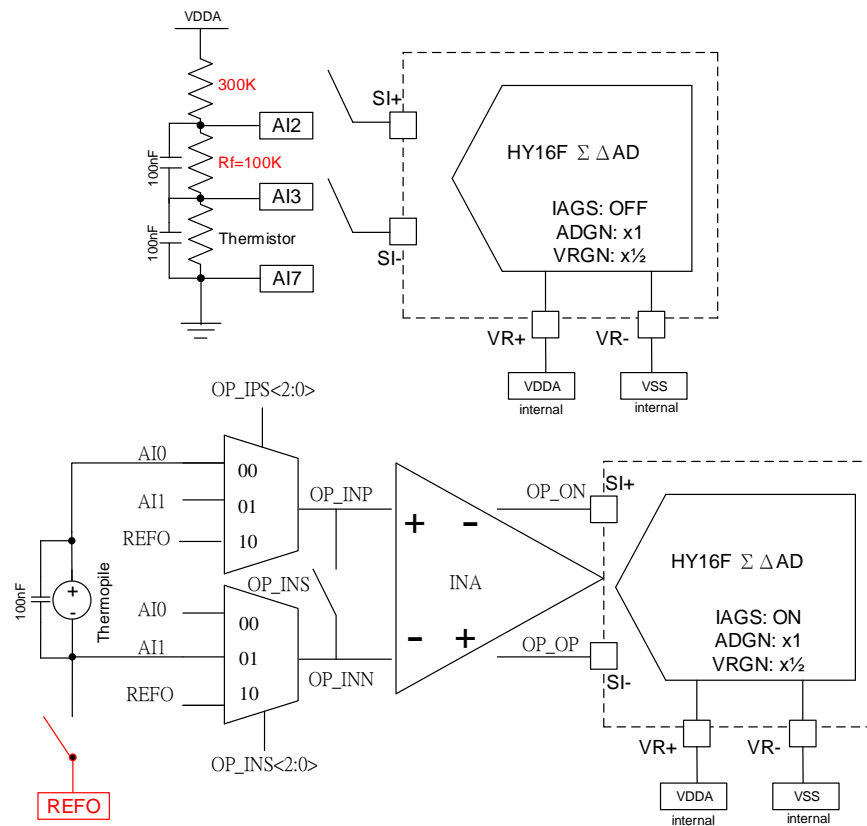 VDDA
300K
AI2
100nF
Rf=100K
AI3
100nF
Thermistor
AI7
SI+
SI-
HY16F Σ ΔAD
IAGS: OFF
ADGN: x1
VRGN: x½
VR+
VR-
VDDA
internal
VSS
internal
OP_IPS<2:0>
AI0
00
AI1
01
REFO
10
OP_INP
OP_INS
100nF
+
-
Thermopile
AI0
00
AI1
01
REFO
10
OP_INN
OP_INS<2:0>
REFO
+
-
INA
-
+
OP_ON
OP_OP
SI+
SI-
HY16F Σ ΔAD
IAGS: ON
ADGN: x1
VRGN: x½
VR+
VR-
VDDA
internal
VSS
internal